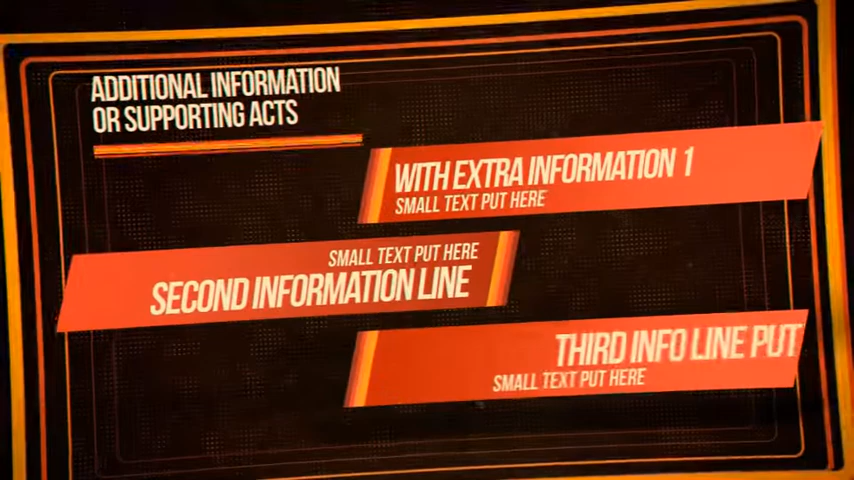 ADDITIONAL INFORMATION
OR SUPPORTING ACTS
WITH EXTRA INFORMATION 1
SMALL TEXT PUT HERE
SMALL TEXT PUT HERE
SECOND INFORMATION LINE
THIRD INFO LINE PUT
SMALL TEXT PUT HERE